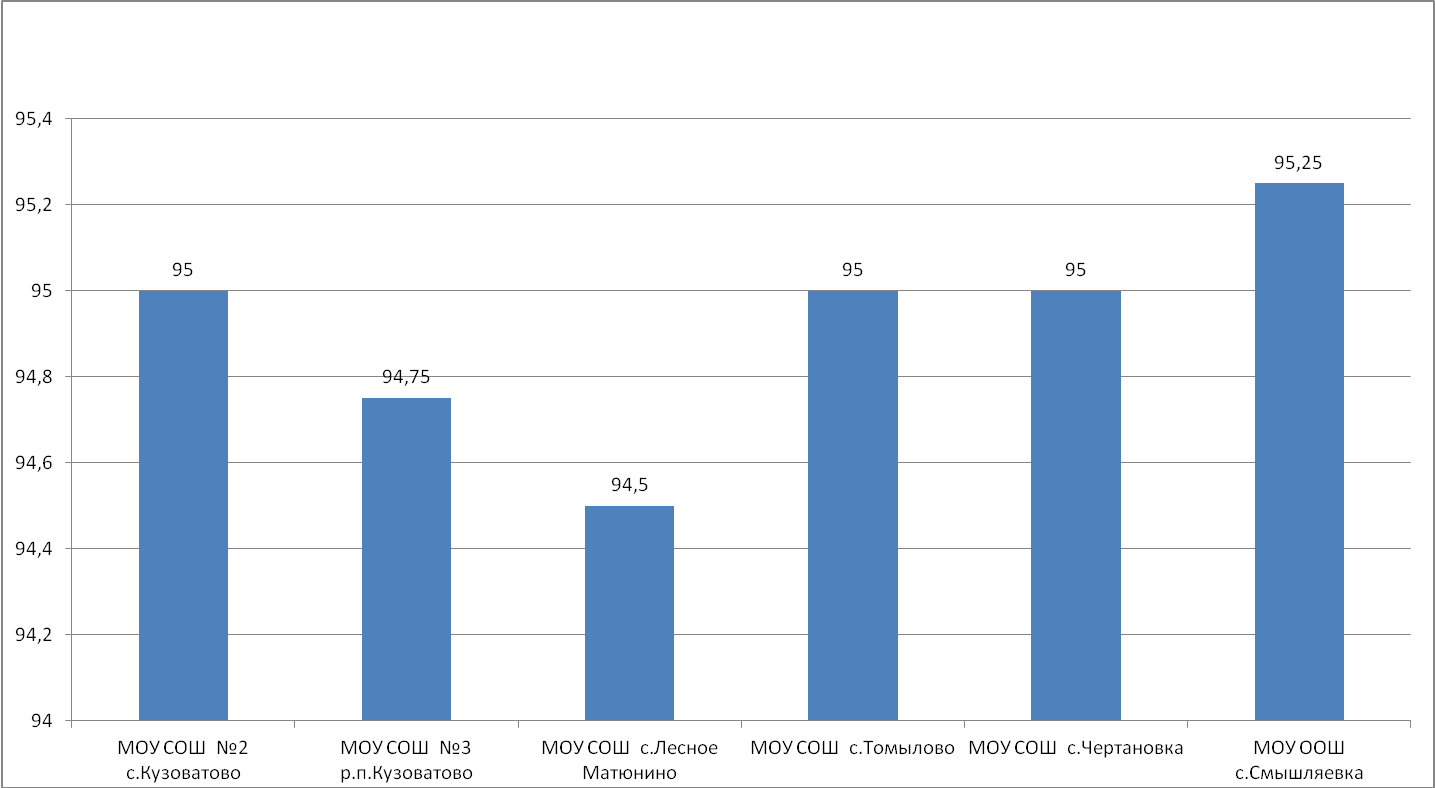 95,4
95,2
95
94,8
94,6
94,4
94,2
94
95
94,75
94,5
95
95
95,25
МОУ СОШ №2
с.Кузоватово
МОУ СОШ №3
р.п.Кузоватово
МОУ СОШ с.Лесное
Матюнино
МОУ СОШ с.Томылово
МОУ СОШ с.Чертановка
МОУ ООШ
с.Смышляевка